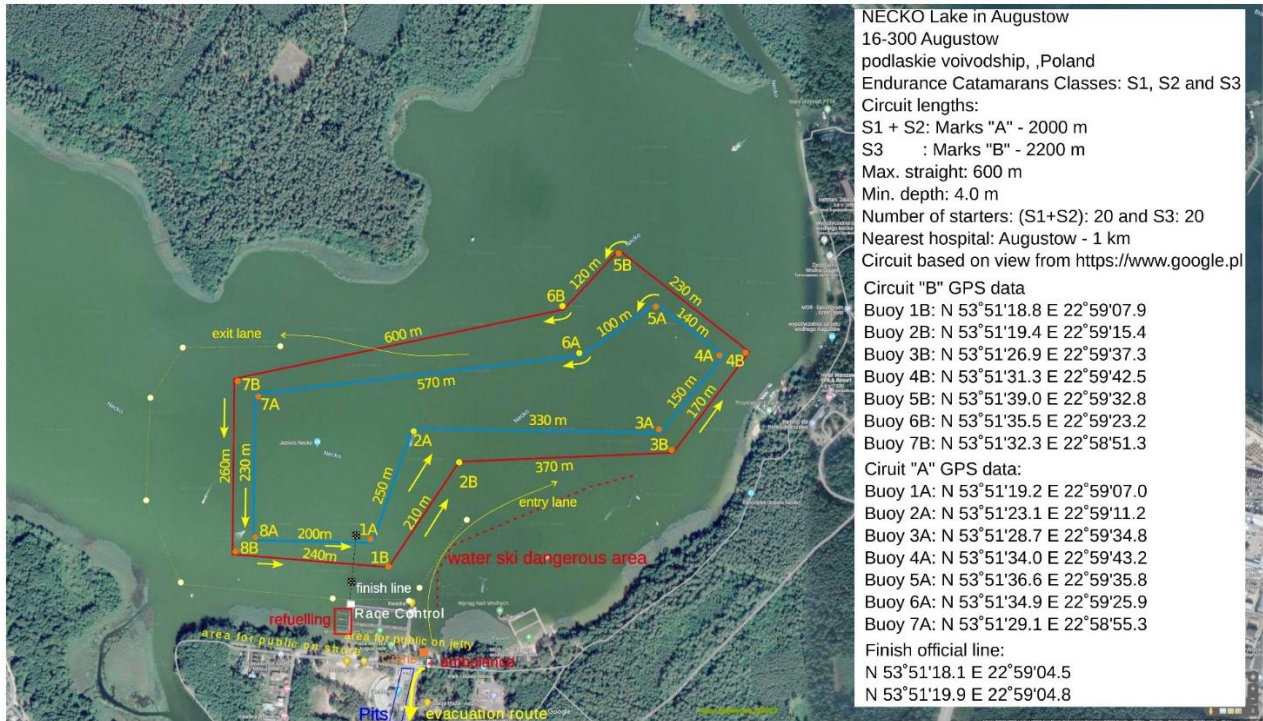 NECKO Lake in Augustow
16-300 Augustow
podlaskie voivodship, ,Poland
Endurance Catamarans Classes: S1, S2 and S3
Circuit lengths:
S1 + S2: Marks "A" - 2000 m
S3 : Marks "B" - 2200 m
Max. straight: 600 m
Min. depth: 4.0 m
Number of starters: (S1+S2): 20 and S3: 20
Nearest hospital: Augustow - 1 km
Circuit based on view from https://www.google.pl
Circuit "B" GPS data
Buoy 1B: N 53°51'18.8 E 22°59'07.9
Buoy 2B: N 53°51'19.4 E 22°59'15.4
Buoy 3B: N 53°51'26.9 E 22°59'37.3
Buoy 4B: N 53°51'31.3 E 22°59'42.5
Buoy 5B: N 53°51'39.0 E 22°59'32.8
Buoy 6B: N 53°51'35.5 E 22°59'23.2
Buoy 7B: N 53°51'32.3 E 22°58'51.3
Ciruit "A" GPS data:
Buoy 1A: N 53°51'19.2 E 22°59'07.0
Buoy 2A: N 53°51'23.1 E 22°59'11.2
Buoy 3A: N 53°51'28.7 E 22°59'34.8
Buoy 4A: N 53°51'34.0 E 22°59'43.2
Buoy 5A: N 53°51'36.6 E 22°59'35.8
Buoy 6A: N 53°51'34.9 E 22°59'25.9
Buoy 7A: N 53°51'29.1 E 22°58'55.3
Finish official line:
N 53°51'18.1 E 22°59'04.5
N 53°51'19.9 E 22°59'04.8
Necko
Necko
5B
120 m
230 m
6B
5A
140 m
100 m
exit lane
600 m
6A
4A
4B
7B
570 m
7A
150 m
170 m
Necko
Necko
330 m
3A
2A
3B
Jezioro Necko
Necko
370 m
2B
260m
230 m
250 m
210 m
entry lane
8A
200m
1A
8B
240m
1B
water ski dangerous area
finish line
Race Control
refuelling
area for public on shore
area for public on jetty
ambulance
Pits
evacuation route
Google